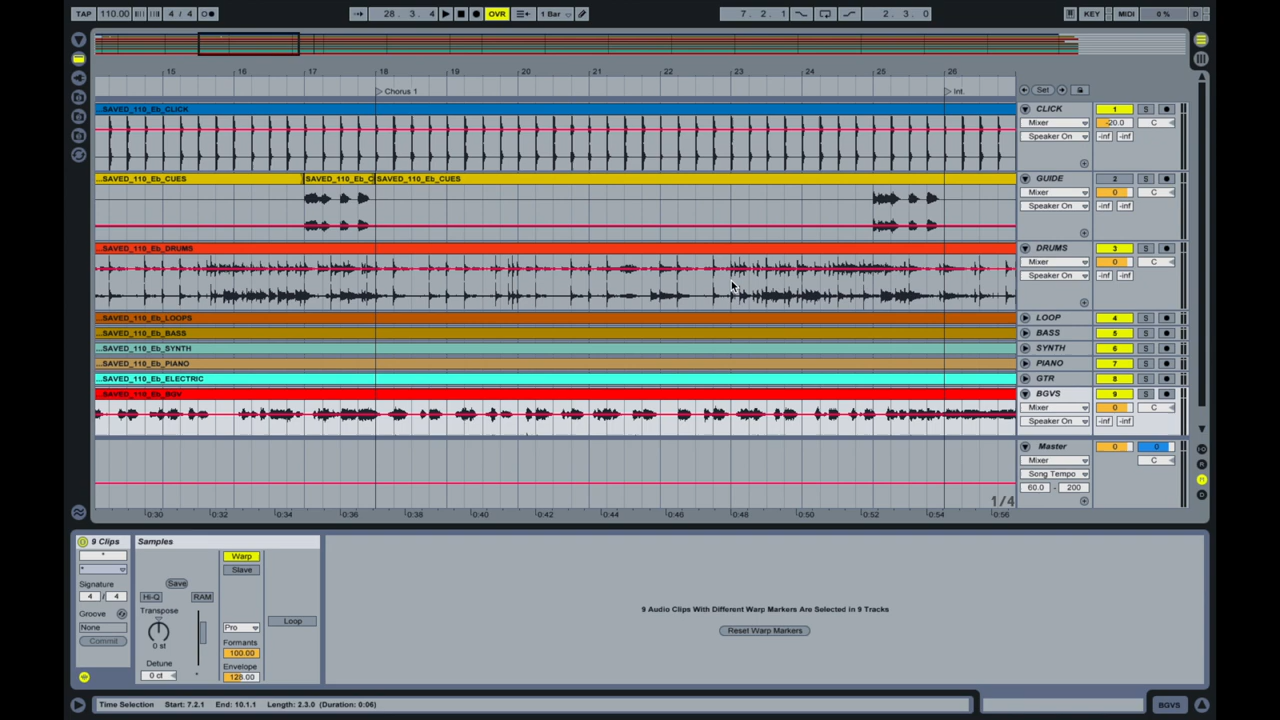 TAP 110.00 4 / 4 28. 3. 4 OVR 1 Bar 7. 2. 1 2. 3. 0 KEY MIDI 0 % D
15 16 17 18 19 20 21 22 23 24 25 26
Chorus 1 Int. Set
...SAVED_110_Eb_CLICK CLICK 1 S
Mixer -20.0 C
Speaker On -inf -inf
...SAVED_110_Eb_CUES SAVED_110_Eb_C SAVED_110_Eb_CUES GUIDE 2 S
Mixer 0 C
Speaker On -inf -inf
...SAVED_110_Eb_DRUMS DRUMS 3 S
Mixer 0 C
Speaker On -inf -inf
...SAVED_110_Eb_LOOPS LOOP 4 S
...SAVED_110_Eb_BASS BASS 5 S
...SAVED_110_Eb_SYNTH SYNTH 6 S
...SAVED_110_Eb_PIANO PIANO 7 S
...SAVED_110_Eb_ELECTRIC GTR 8 S
...SAVED_110_Eb_BGV BGVS 9 S
Mixer 0 C
Speaker On -inf -inf
Master 0 0
Mixer C
Song Tempo
60.0 - 200
1/4
0:30 0:32 0:34 0:36 0:38 0:40 0:42 0:44 0:46 0:48 0:50 0:52 0:54 0:56
9 Clips Samples
* Warp
* Slave
Signature Save
4 / 4 Hi-Q RAM
Groove Transpose Loop
None Pro
Commit 0 st Formants
100.00
Detune Envelope
0 ct 128.00
9 Audio Clips With Different Warp Markers Are Selected in 9 Tracks
Reset Warp Markers
Time Selection Start: 7.2.1 End: 10.1.1 Length: 2.3.0 (Duration: 0:06) BGVS